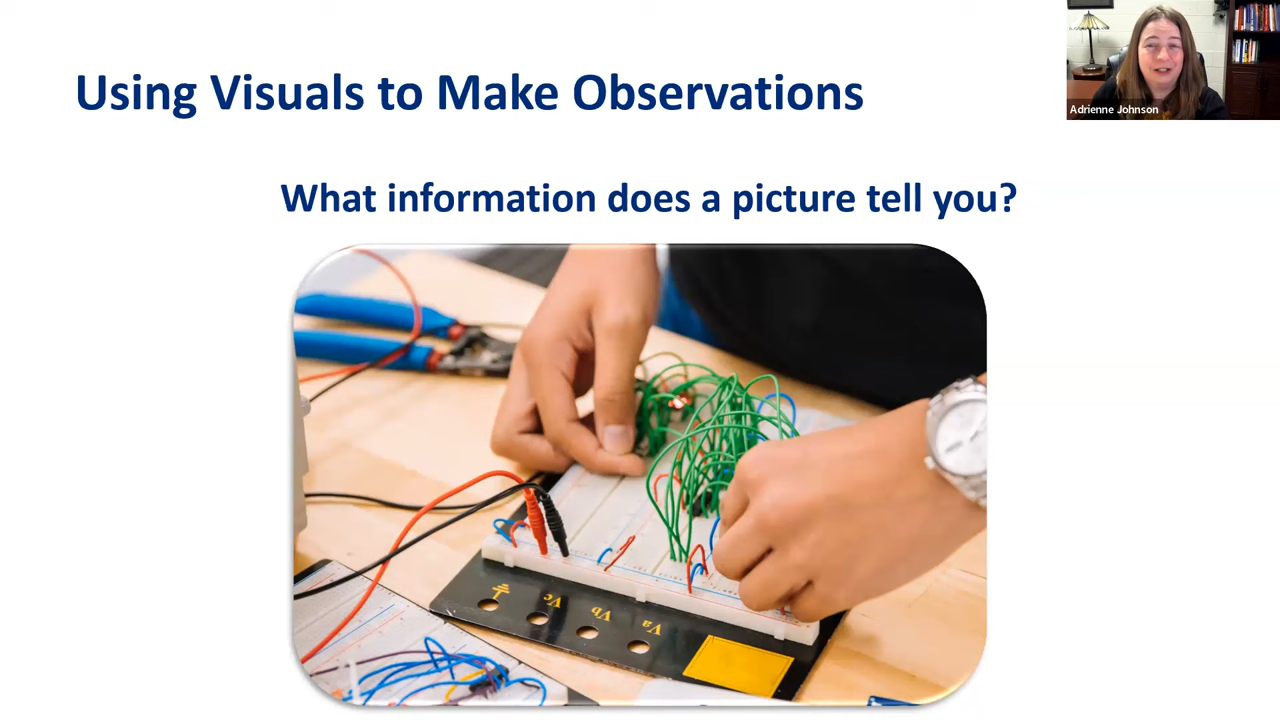 Using Visuals to Make Observations
Adrienne Johnson
What information does a picture tell you?
Vc
Vb
Va